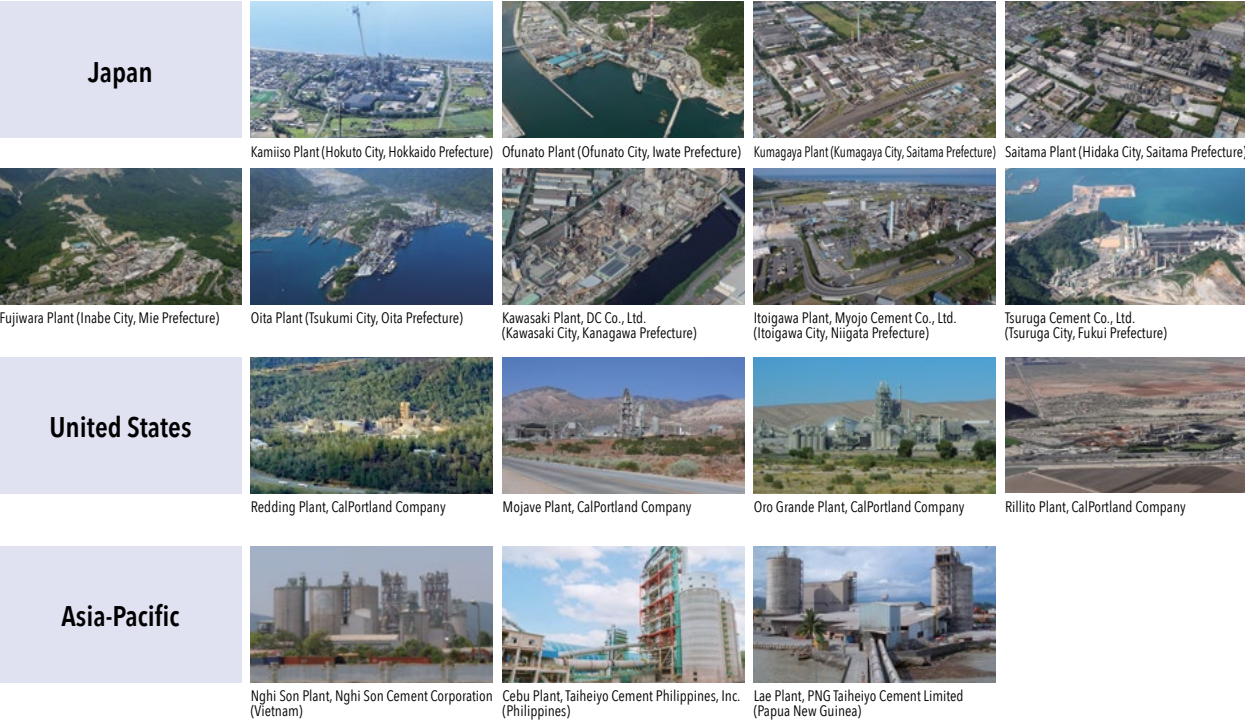 Japan
Kamiiso Plant (Hokuto City, Hokkaido Prefecture)
Ofunato Plant (Ofunato City, Iwate Prefecture)
Kumagaya Plant (Kumagaya City, Saitama Prefecture)
Saitama Plant (Hidaka City, Saitama Prefecture)
Fujiwara Plant (Inabe City, Mie Prefecture)
Oita Plant (Tsukumi City, Oita Prefecture)
Kawasaki Plant, DC Co., Ltd.
(Kawasaki City, Kanagawa Prefecture)
Itoigawa Plant, Myojo Cement Co., Ltd.
(Itoigawa City, Niigata Prefecture)
Tsuruga Cement Co., Ltd.
(Tsuruga City, Fukui Prefecture)
United States
Redding Plant, CalPortland Company
Mojave Plant, CalPortland Company
Oro Grande Plant, CalPortland Company
Rillito Plant, CalPortland Company
Asia-Pacific
Nghi Son Plant, Nghi Son Cement Corporation
(Vietnam)
Cebu Plant, Taiheiyo Cement Philippines, Inc.
(Philippines)
Lae Plant, PNG Taiheiyo Cement Limited
(Papua New Guinea)